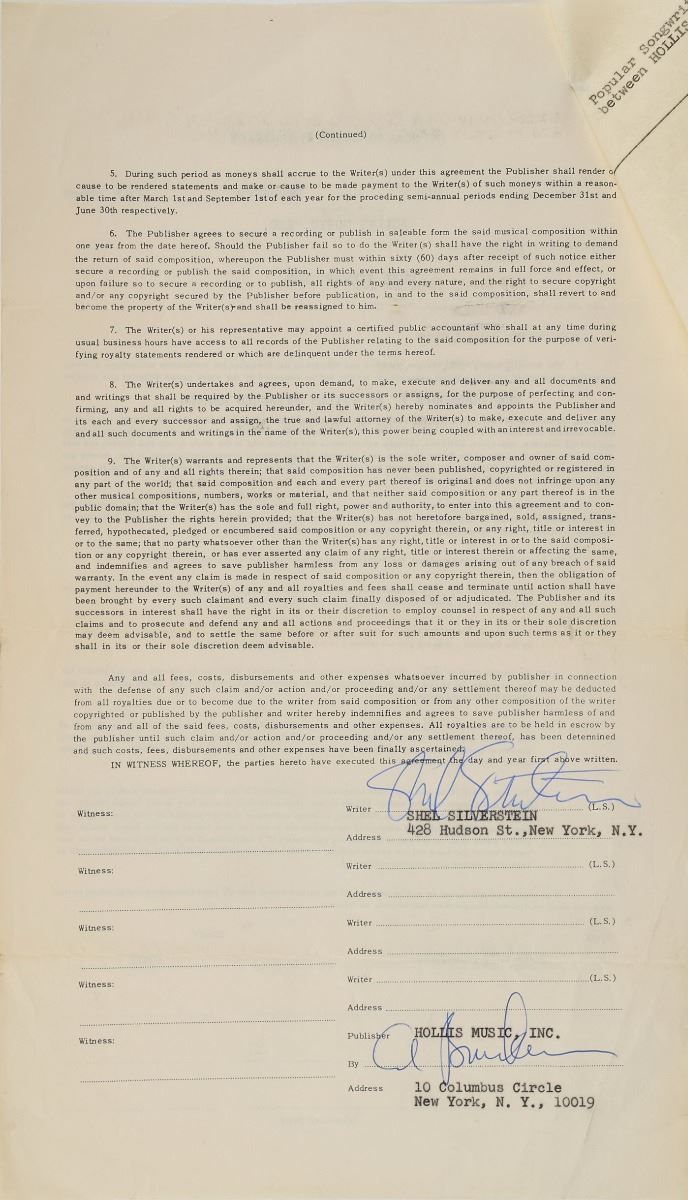 Popular Songwri
between HOLLIS
(Continued)
5. During such period as moneys shall accrue to the Writer(s) under this agreement the Publisher shall render o
cause to be rendered statements and make or cause to be made payment to the Writer(s) of such moneys within a reason-
able time after March 1st and September 1st of each year for the proceding semi-annual periods ending December 31st and
June 30th respectively.
6. The Publisher agrees to secure a recording or publish in saleable form the said musical composition within
one year from the date hereof. Should the Publisher fail so to do the Writer(s) shall have the right in writing to demand
the return of said composition, whereupon the Publisher must within sixty (60) days after receipt of such notice either
secure a recording or publish the said composition, in which event this agreement remains in full force and effect, or
upon failure so to secure a recording or to publish, all rights of any and every nature, and the right to secure copyright
and/or any copyright secured by the Publisher before publication, in and to the said composition, shall revert to and
become the property of the Writer(s) and shall be reassigned to him.
7. The Writer(s) or his representative may appoint a certified public accountant who shall at any time during
usual business hours have access to all records of the Publisher relating to the said composition for the purpose of veri-
fying royalty statements rendered or which are delinquent under the terms hereof.
8. The Writer(s) undertakes and agrees, upon demand, to make, execute and deliver any and all documents and
and writings that shall be required by the Publisher or its successors or assigns, for the purpose of perfecting and con-
firming, any and all rights to be acquired hereunder, and the Writer(s) hereby nominates and appoints the Publisher and
its each and every successor and assign, the true and lawful attorney of the Writer(s) to make, execute and deliver any
and all such documents and writings in the name of the Writer(s), this power being coupled with an interest and irrevocable.
9. The Writer(s) warrants and represents that the Writer(s) is the sole writer, composer and owner of said com-
position and of any and all rights therein; that said composition has never been published, copyrighted or registered in
any part of the world; that said composition and each and every part thereof is original and does not infringe upon any
other musical compositions, numbers, works or material, and that neither said composition or any part thereof is in the
public domain; that the Writer(s) has the sole and full right, power and authority, to enter into this agreement and to con-
vey to the Publisher the rights herein provided; that the Writer(s) has not heretofore bargained, sold, assigned, trans-
ferred, hypothecated, pledged or encumbered said composition or any copyright therein, or any right, title or interest in
or to the same; that no party whatsoever other than the Writer(s) has any right, title or interest in or to the said composi-
tion or any copyright therein, or has ever asserted any claim of any right, title or interest therein or affecting the same,
and indemnifies and agrees to save publisher harmless from any loss or damages arising out of any breach of said
warranty. In the event any claim is made in respect of said composition or any copyright therein, then the obligation of
payment hereunder to the Writer(s) of any and all royalties and fees shall cease and terminate until action shall have
been brought by every such claimant and every such claim finally disposed of or adjudicated. The Publisher and its
successors in interest shall have the right in its or their discretion to employ counsel in respect of any and all such
claims and to prosecute and defend any and all actions and proceedings that it or they in its or their sole discretion
may deem advisable, and to settle the same before or after suit for such amounts and upon such terms as it or they
shall in its or their sole discretion deem advisable.
Any and all fees, costs, disbursements and other expenses whatsoever incurred by publisher in connection
with the defense of any such claim and/or action and/or proceeding and/or any settlement thereof may be deducted
from all royalties due or to become due to the writer from said composition or from any other composition of the writer
copyrighted or published by the publisher and writer hereby indemnifies and agrees to save publisher harmless of and
from any and all of the said fees, costs, disbursements and other expenses. All royalties are to be held in escrow by
the publisher until such claim and/or action and/or proceeding and/or any settlement thereof, has been determined
and such costs, fees, disbursements and other expenses have been finally ascertained.
IN WITNESS WHEREOF, the parties hereto have executed this agreement the day and year first above written.
Shel Silverstein
Witness: Writer SHEL SILVERSTEIN (L.S.)
Address 428 Hudson St., New York, N.Y.
Witness: Writer (L.S.)
Address
Witness: Writer (L.S.)
Address
Witness: Writer (L.S.)
Address
Witness: Publisher HOLLIS MUSIC, INC.
By Al
Address 10 Columbus Circle
New York, N. Y., 10019